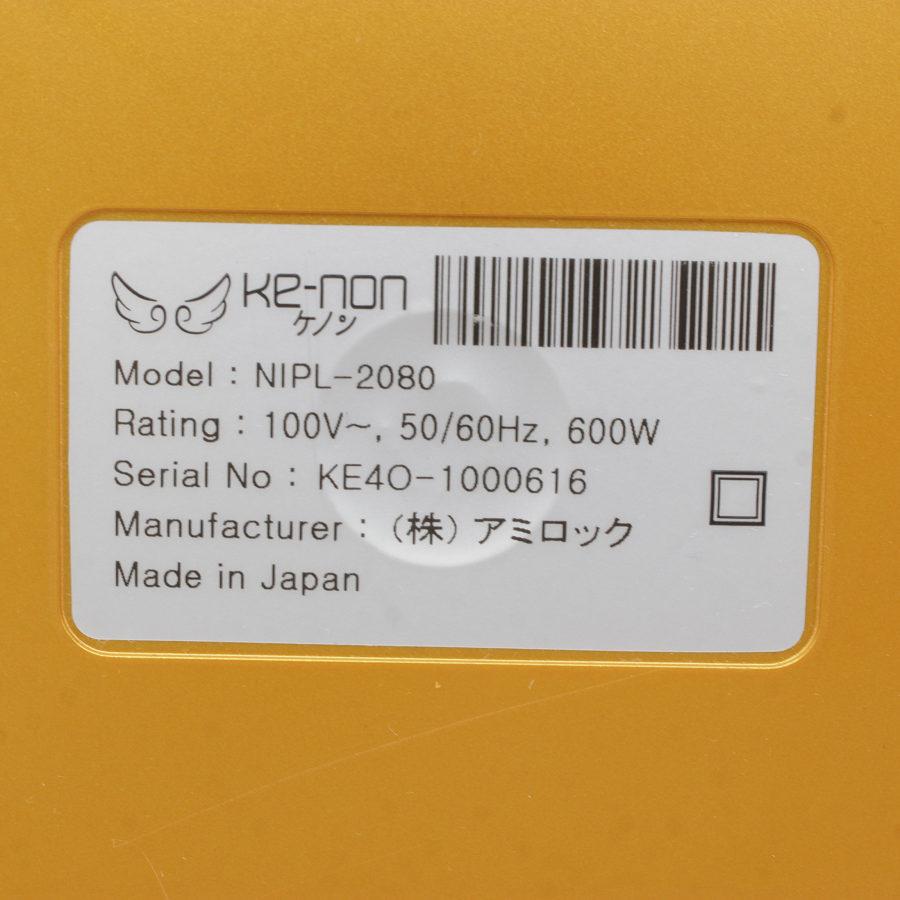 ke-non
ケノン
Model : NIPL-2080
Rating : 100V~, 50/60Hz, 600W
Serial No : KE4O-1000616
Manufacturer : (株) アミロック
Made in Japan